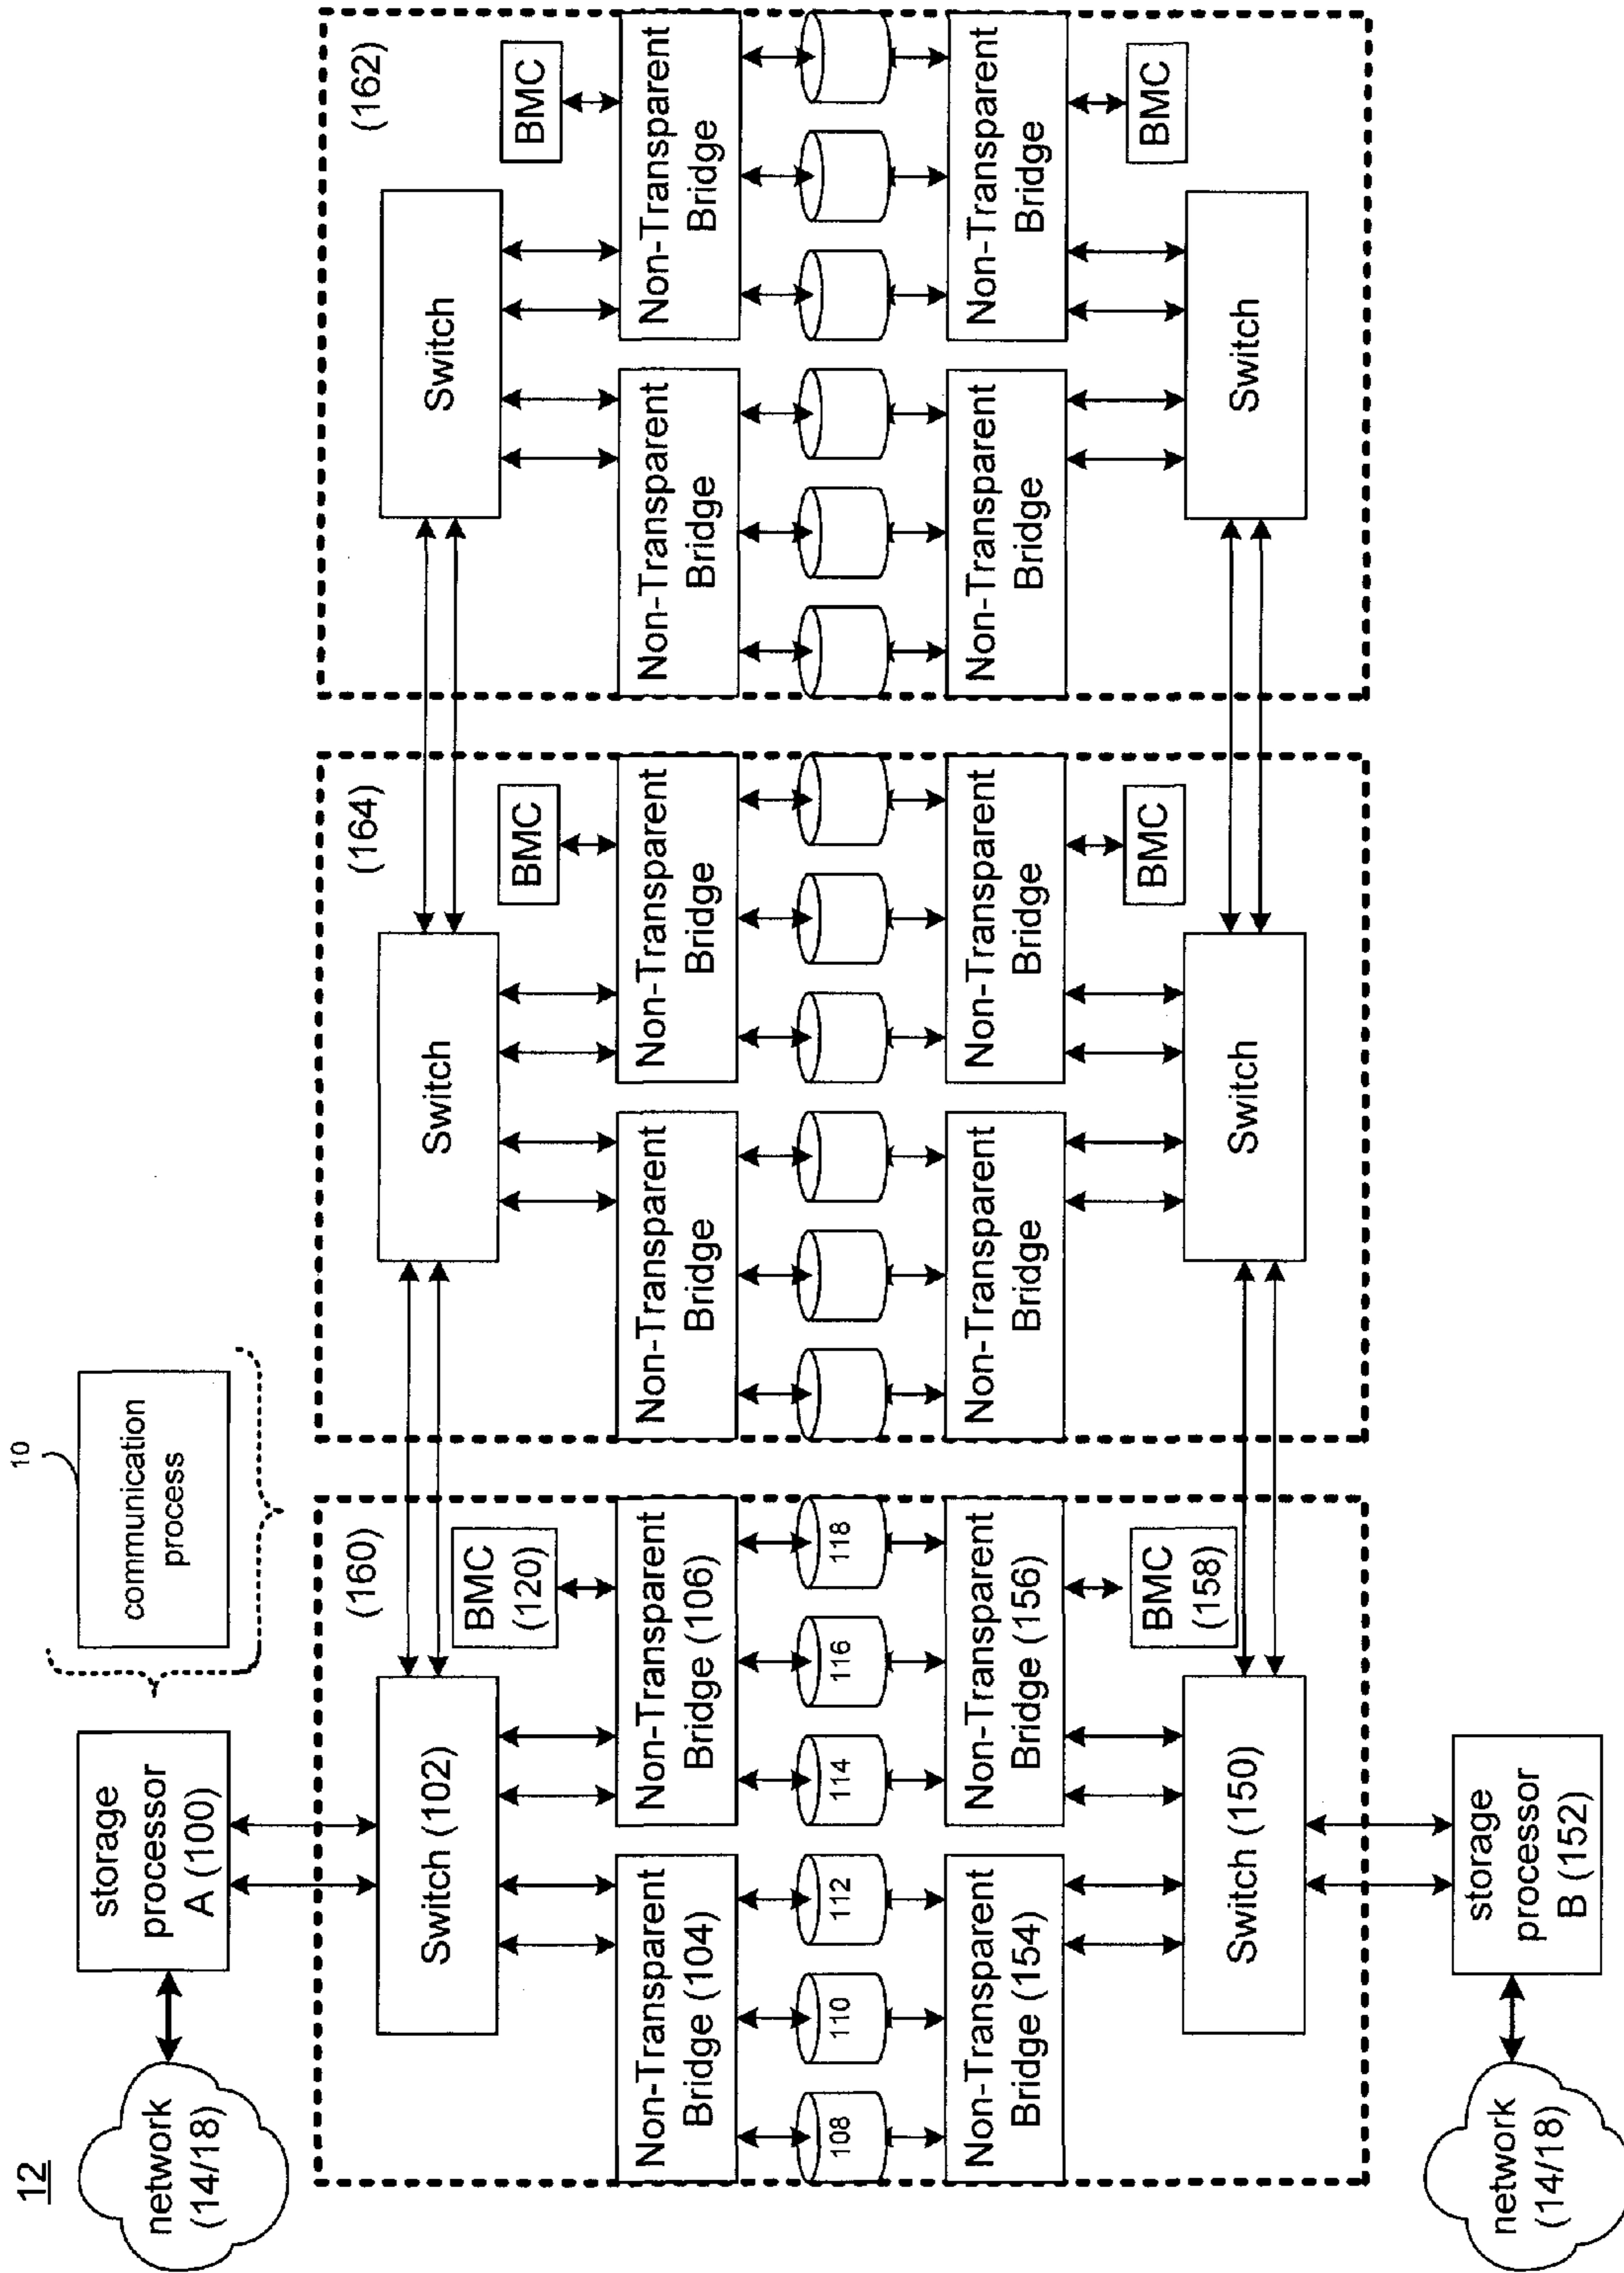 12
network
(14/18)
storage
processor
A (100)
10
communication
process
(160)
Switch (102)
BMC
(120)
Non-Transparent
Bridge (104)
Non-Transparent
Bridge (106)
108
110
112
114
116
118
Non-Transparent
Bridge (154)
Non-Transparent
Bridge (156)
BMC
(158)
Switch (150)
storage
processor
B (152)
network
(14/18)
(164)
Switch
BMC
Non-Transparent
Bridge
Non-Transparent
Bridge
Non-Transparent
Bridge
Non-Transparent
Bridge
BMC
Switch
(162)
Switch
BMC
Non-Transparent
Bridge
Non-Transparent
Bridge
Non-Transparent
Bridge
Non-Transparent
Bridge
BMC
Switch